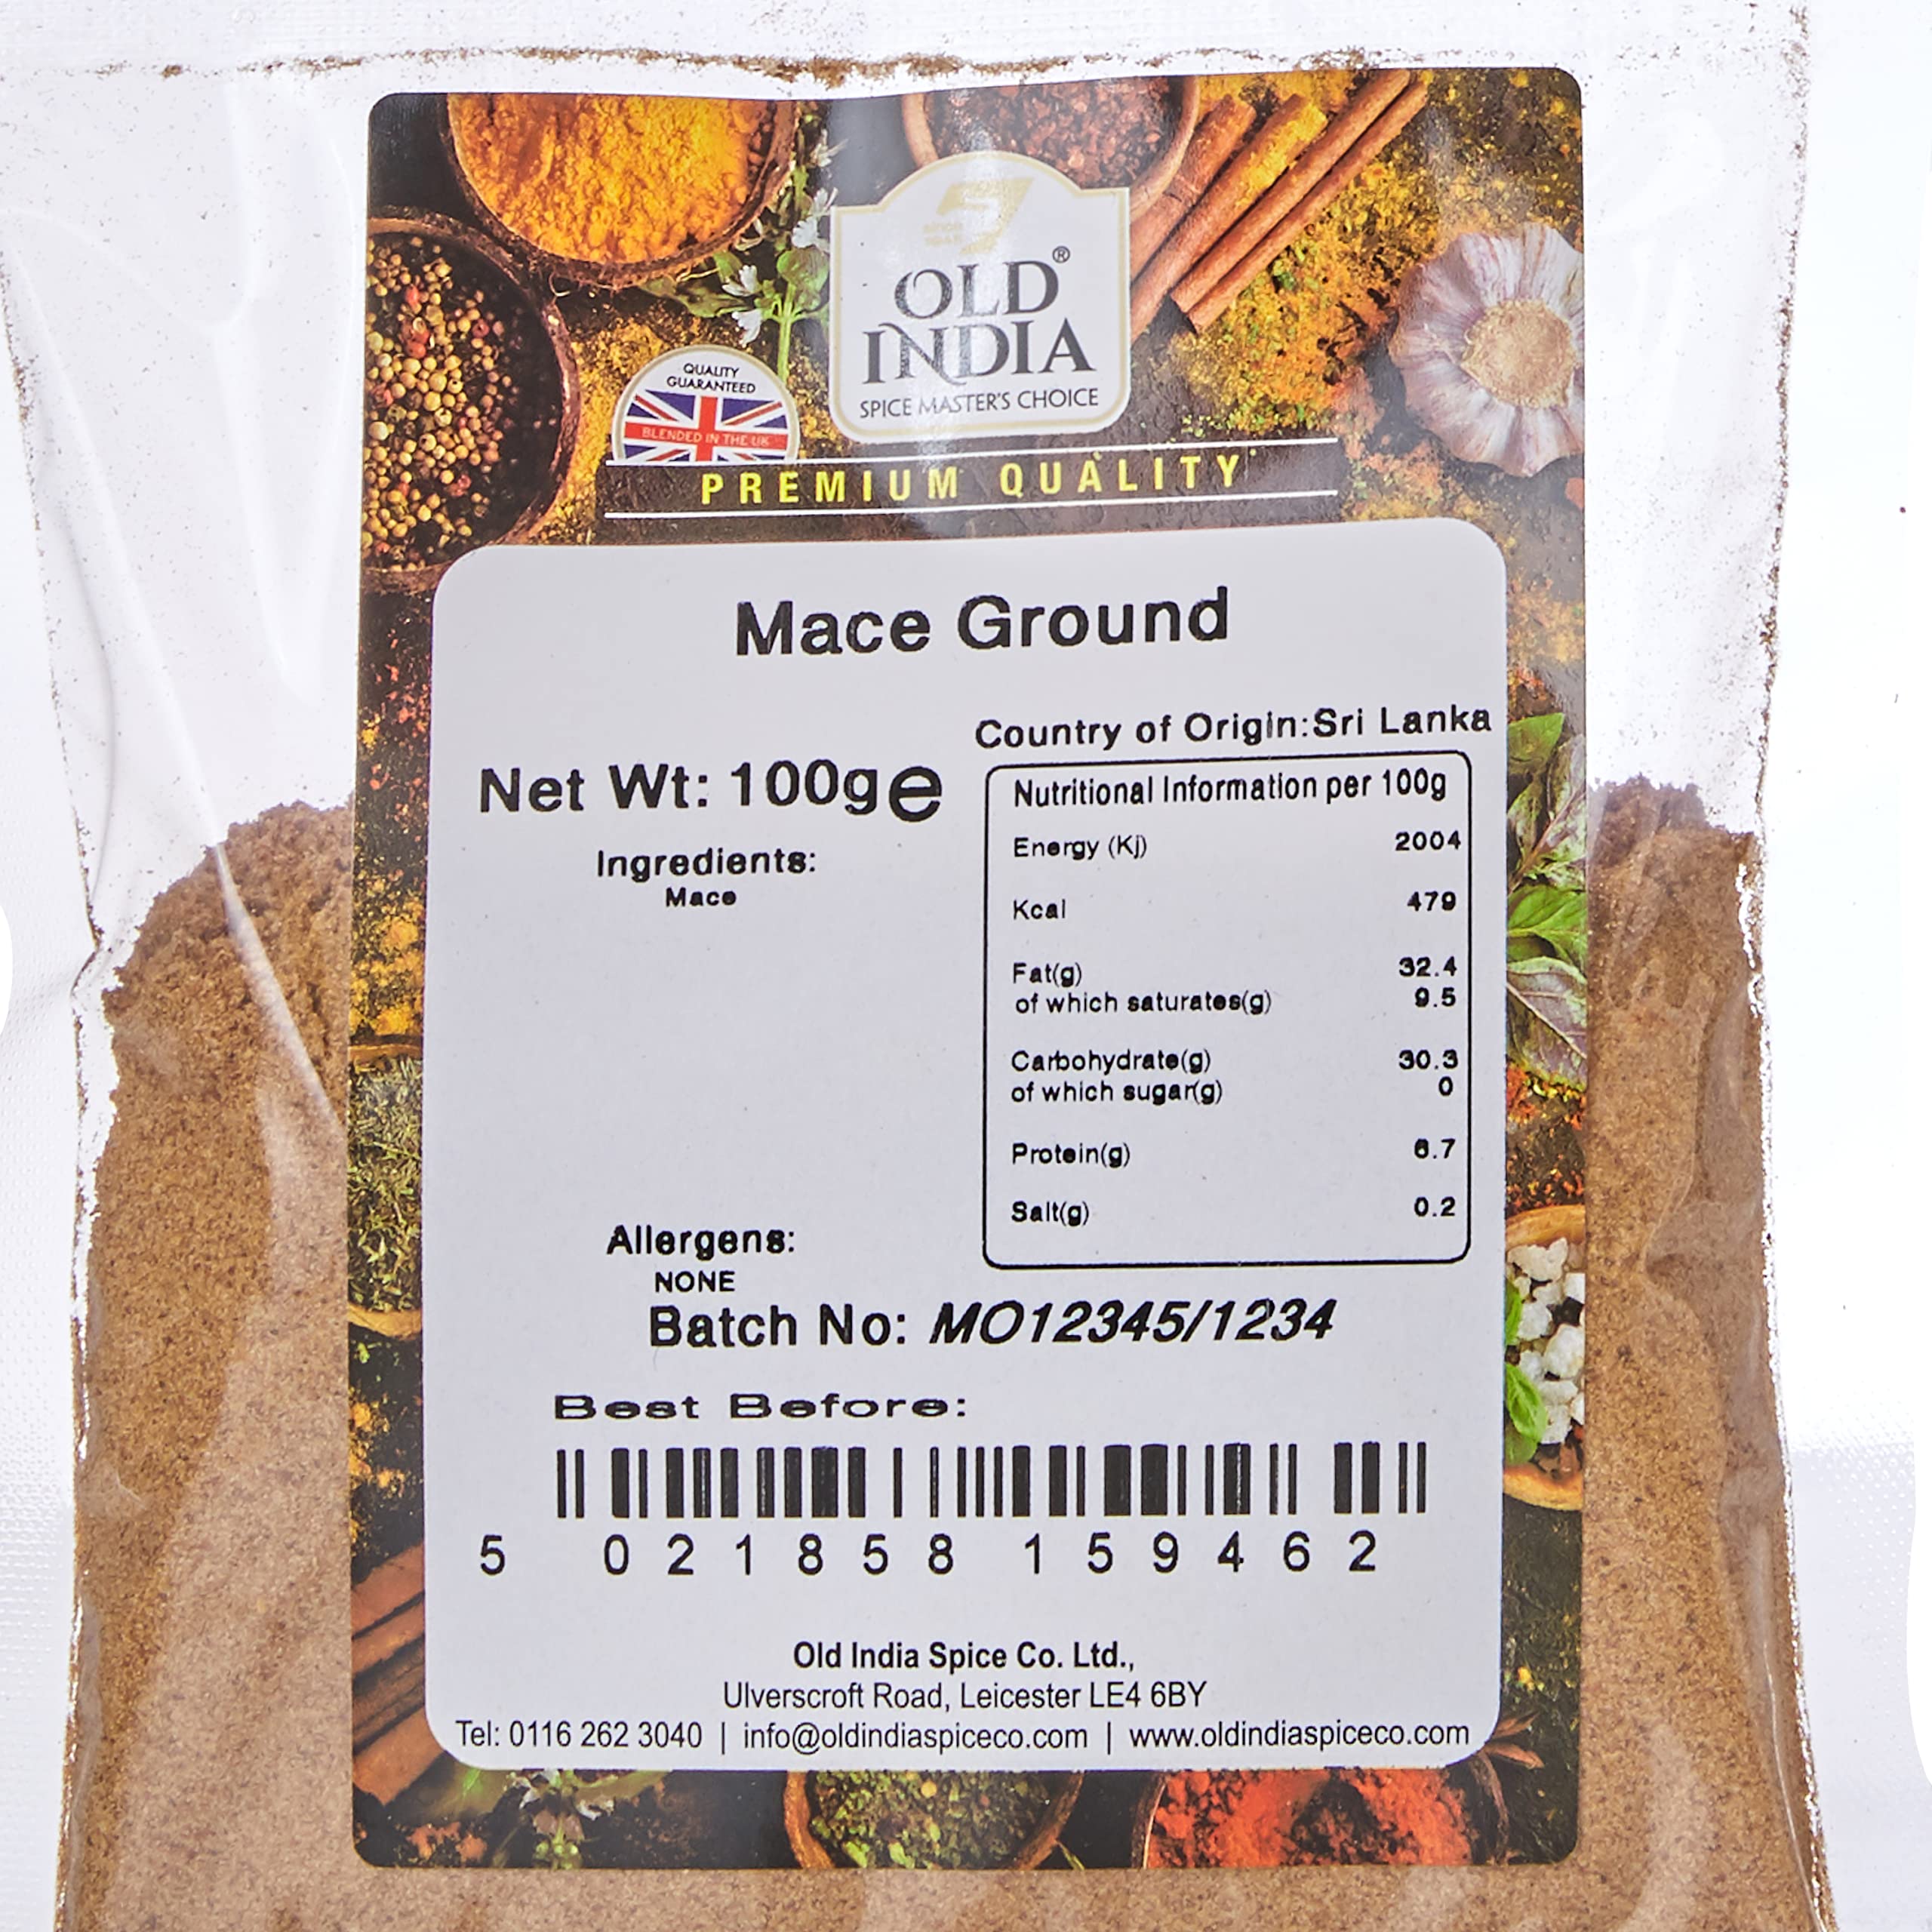 OLD®
INDIA
SPICE MASTER'S CHOICE
QUALITY
GUARANTEED
BLENDED IN THE UK
PREMIUM QUALITY
Mace Ground
Country of Origin:Sri Lanka
Net Wt: 100g℮
Ingredients:
Mace
Nutritional Information per 100g
Energy (Kj) 2004
Kcal 479
Fat(g) 32.4
of which saturates(g) 9.5
Carbohydrate(g) 30.3
of which sugar(g) 0
Protein(g) 6.7
Salt(g) 0.2
Allergens:
NONE
Batch No: MO12345/1234
Best Before:
5 021858 159462
Old India Spice Co. Ltd.,
Ulverscroft Road, Leicester LE4 6BY
Tel: 0116 262 3040 | info@oldindiaspiceco.com | www.oldindiaspiceco.com